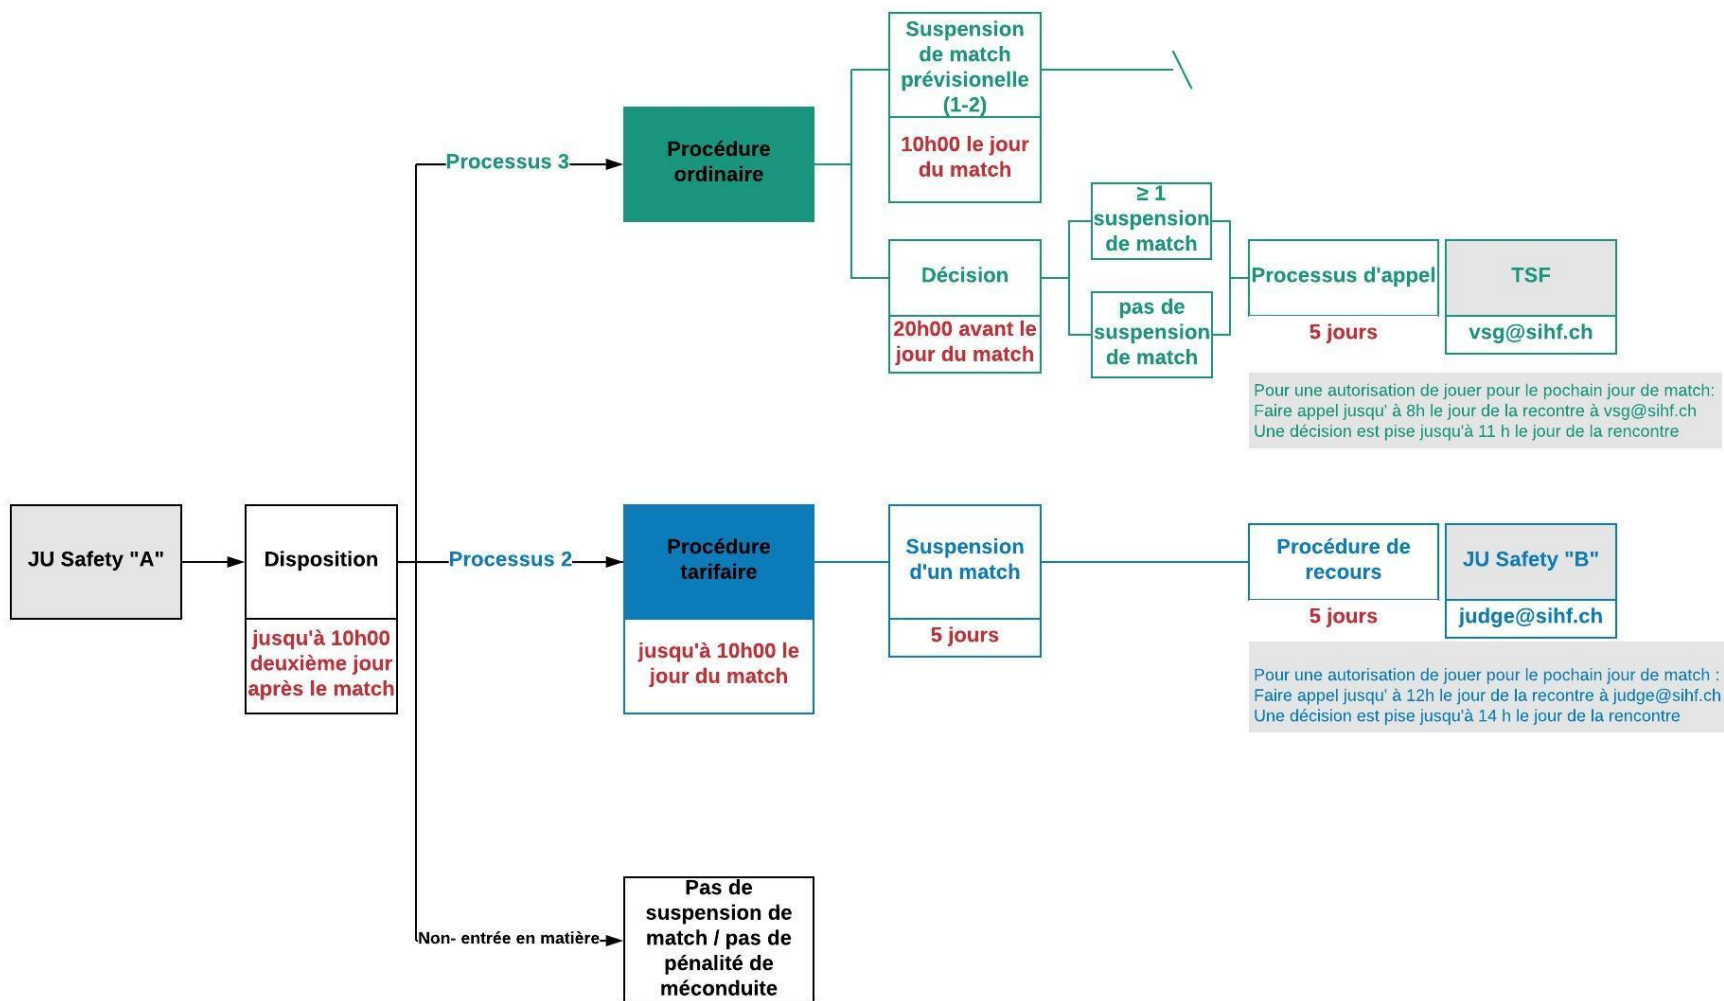 Suspension
de match
prévisionelle
(1-2)
10h00 le jour
du match
Processus 3
Procédure
ordinaire
≥ 1
suspension
de match
Décision
20h00 avant le
jour du match
pas de
suspension
de match
Processus d'appel
5 jours
TSF
vsg@sihf.ch
Pour une autorisation de jouer pour le pochain jour de match:
Faire appel jusqu' à 8h le jour de la recontre à vsg@sihf.ch
Une décision est pise jusqu'à 11 h le jour de la rencontre
JU Safety "A"
Disposition
jusqu'à 10h00
deuxième jour
après le match
Processus 2
Procédure
tarifaire
jusqu'à 10h00 le
jour du match
Suspension
d'un match
5 jours
Procédure de
recours
5 jours
JU Safety "B"
judge@sihf.ch
Pour une autorisation de jouer pour le pochain jour de match :
Faire appel jusqu' à 12h le jour de la recontre à judge@sihf.ch
Une décision est pise jusqu'à 14 h le jour de la rencontre
Non- entrée en matière
Pas de
suspension de
match / pas de
pénalité de
méconduite